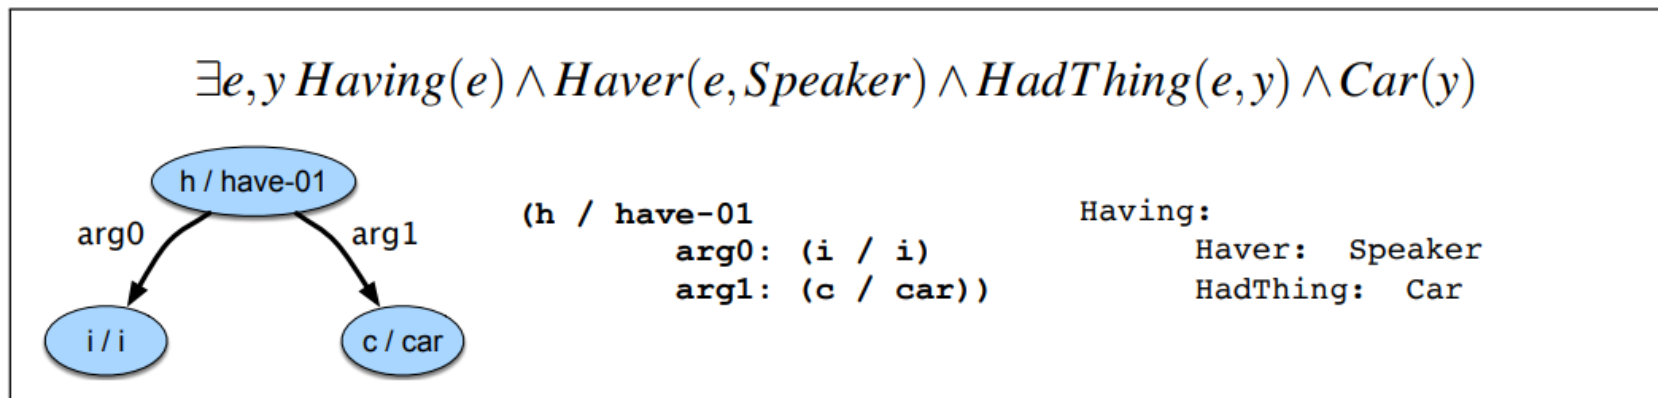 ∃e, y Having(e) ∧ Haver(e, Speaker) ∧ HadThing(e, y) ∧ Car(y)
h / have-01
arg0 arg1
i / i c / car
(h / have-01
arg0: (i / i)
arg1: (c / car))
Having:
Haver: Speaker
HadThing: Car